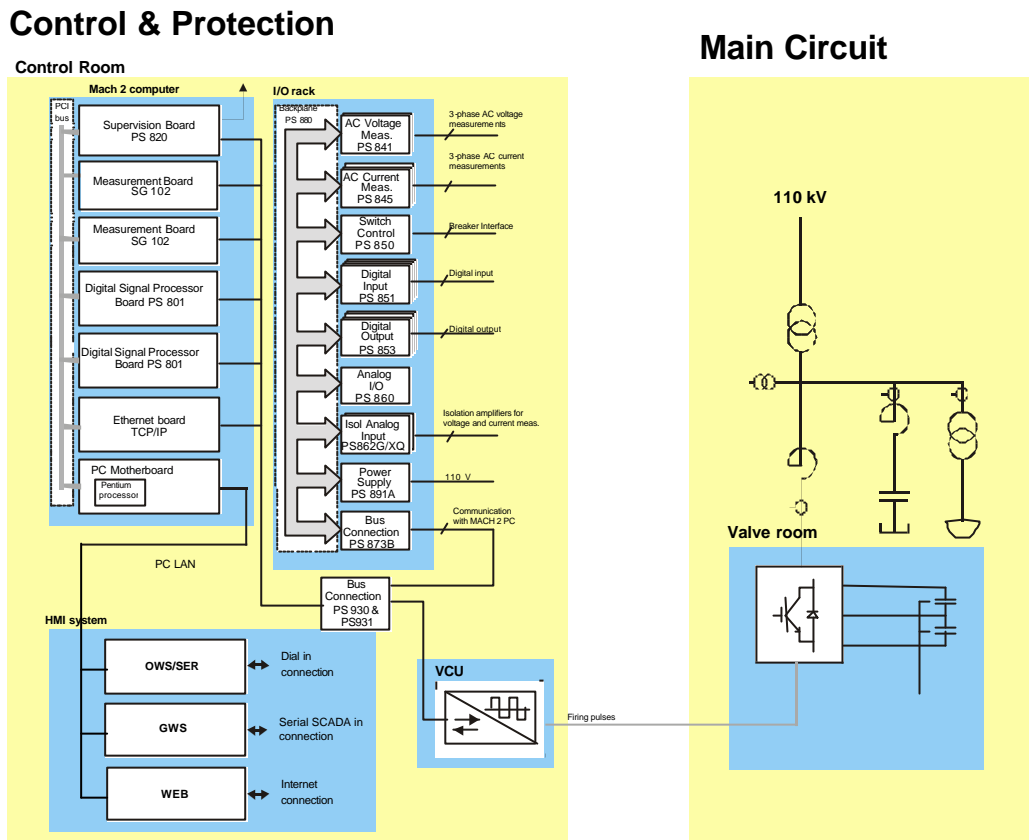 Control & Protection
Main Circuit
Control Room
Mach 2 computer
PCI
bus
Supervision Board
PS 820
Measurement Board
SG 102
Measurement Board
SG 102
Digital Signal Processor
Board PS 801
Digital Signal Processor
Board PS 801
Ethernet board
TCP/IP
PC Motherboard
Pentium
processor
I/O rack
Backplane
PS 880
AC Voltage
Meas.
PS 841
AC Current
Meas.
PS 845
Switch
Control
PS 850
Digital
Input
PS 851
Digital
Output
PS 853
Analog
I/O
PS 860
Isol Analog
Input
PS862G/XQ
Power
Supply
PS 891A
Bus
Connection
PS 873B
3-phase AC voltage
measurements
3-phase AC current
measurements
Breaker Interface
Digital input
Digital output
Isolation amplifiers for
voltage and current meas.
110 V
Communication
with MACH 2 PC
PC LAN
Bus
Connection
PS 930 &
PS931
HMI system
OWS/SER
Dial in
connection
GWS
Serial SCADA in
connection
WEB
Internet
connection
VCU
Firing pulses
110 kV
Valve room